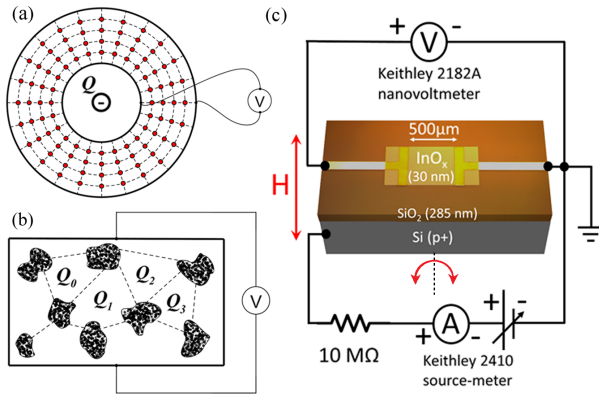 (a)
Q
-
V
(b)
Q0
Q1
Q2
Q3
V
(c)
+ V -
Keithley 2182A
nanovoltmeter
500μm
InOx
(30 nm)
H
SiO2 (285 nm)
Si (p+)
10 MΩ
+ A -
+ -
Keithley 2410
source-meter